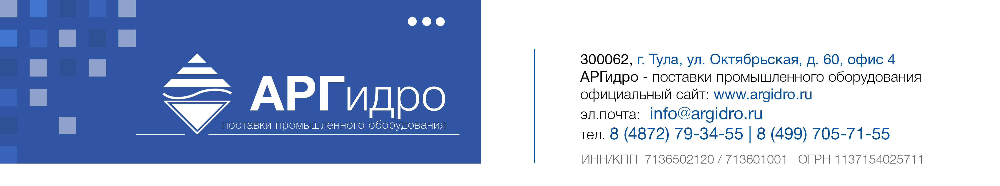 АРГидро
поставки промышленного оборудования
300062, г. Тула, ул. Октябрьская, д. 60, офис 4
АРГидро - поставки промышленного оборудования
официальный сайт: www.argidro.ru
эл.почта: info@argidro.ru
тел. 8 (4872) 79-34-55 | 8 (499) 705-71-55
ИНН/КПП 7136502120 / 713601001 ОГРН 1137154025711